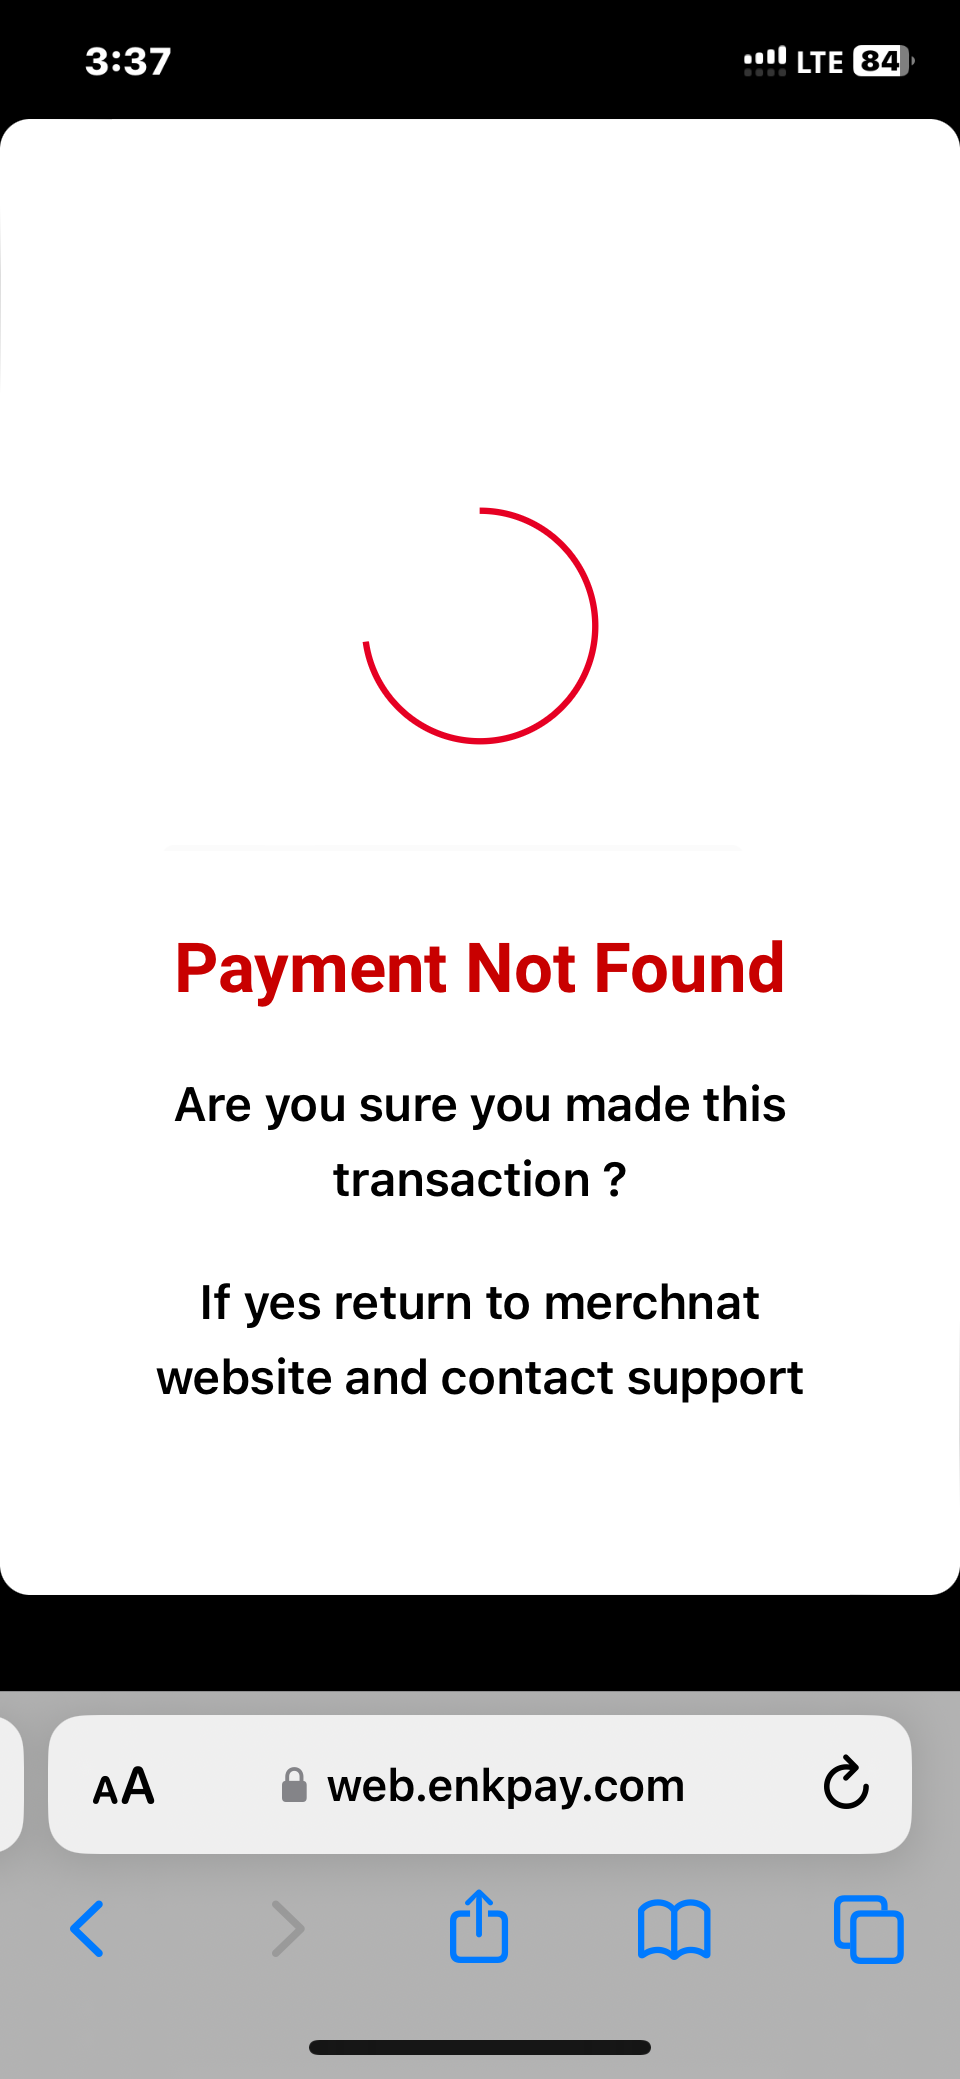 3:37
LTE 84
Payment Not Found
Are you sure you made this
transaction ?
If yes return to merchnat
website and contact support
AA web.enkpay.com